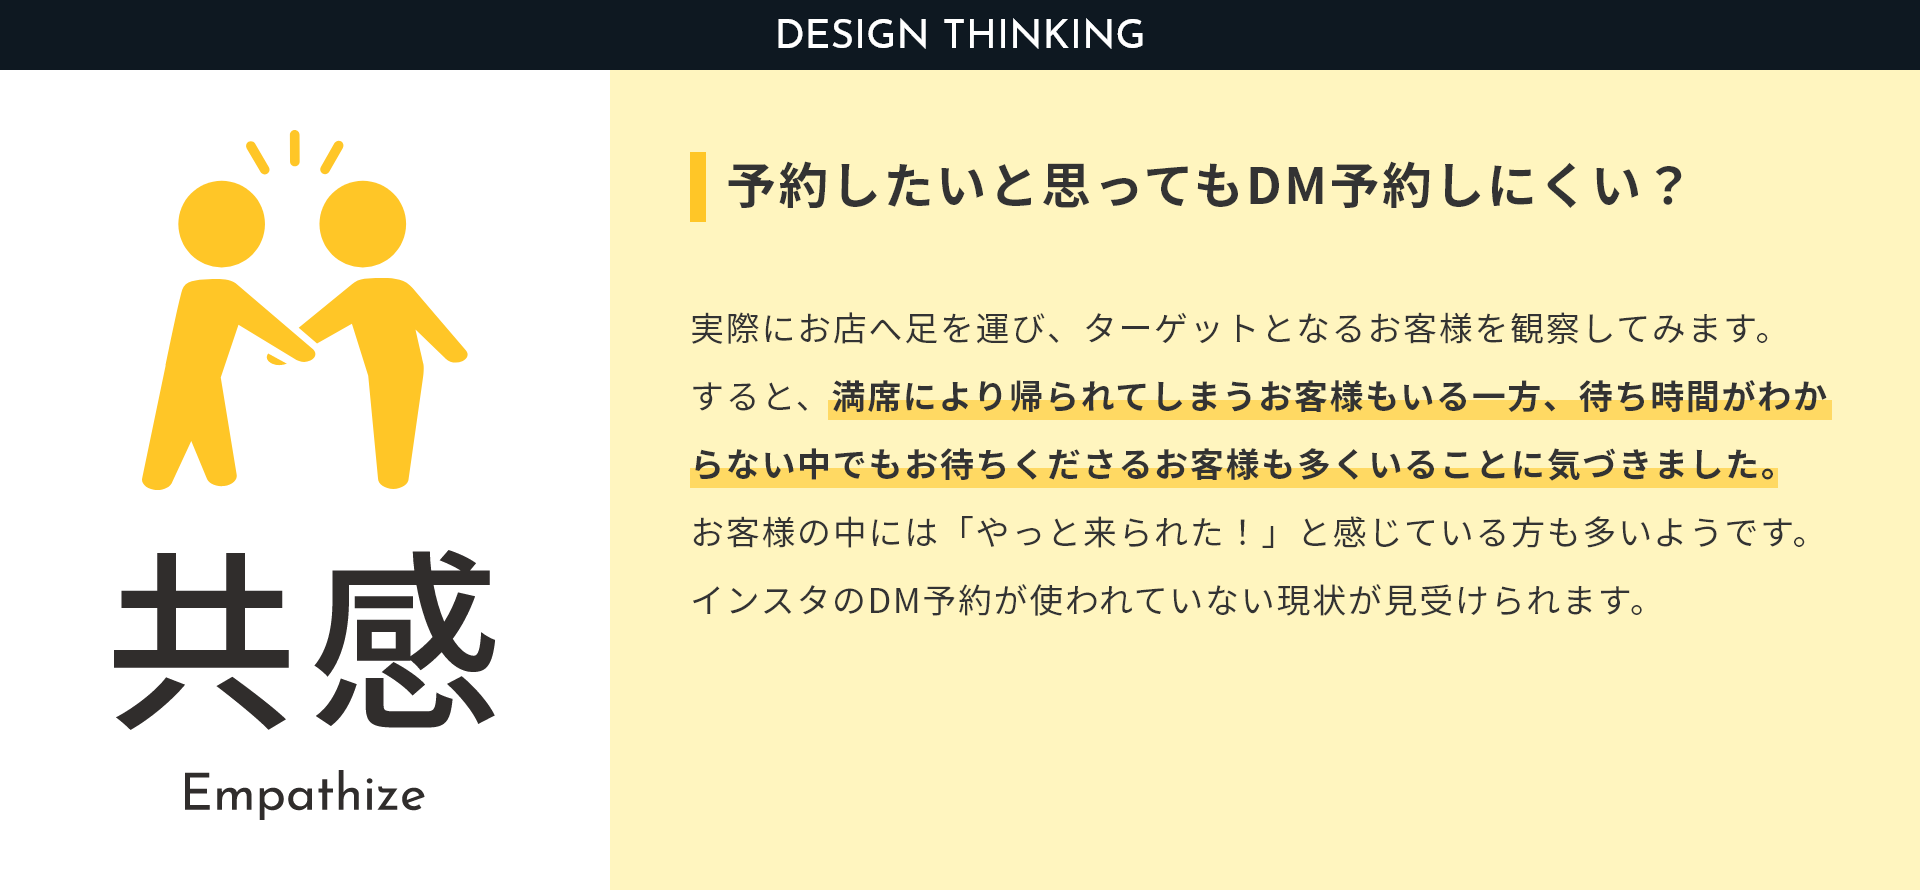 DESIGN THINKING
共感
Empathize
予約したいと思ってもDM予約しにくい？
実際にお店へ足を運び、ターゲットとなるお客様を観察してみます。
すると、満席により帰られてしまうお客様もいる一方、待ち時間がわか
らない中でもお待ちくださるお客様も多くいることに気づきました。
お客様の中には「やっと来られた！」と感じている方も多いようです。
インスタのDM予約が使われていない現状が見受けられます。